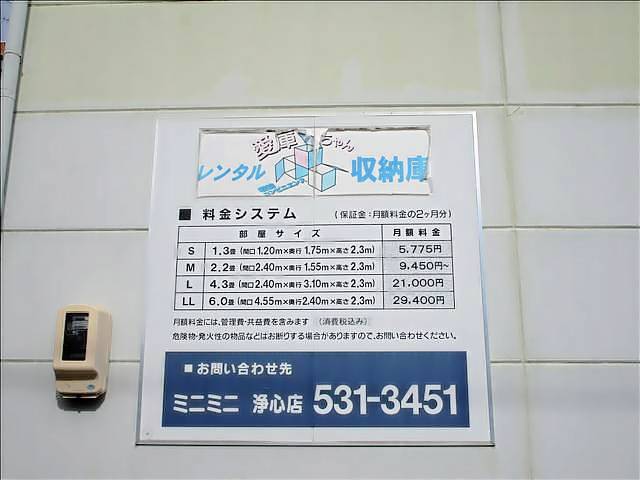 愛車ちゃん
レンタル 収納庫
■ 料金システム (保証金:月額料金の2ヶ月分)
部屋サイズ 月額料金
S 1.3畳 (間口1.20m×奥行1.75m×高さ2.3m) 5,775円
M 2.2畳 (間口2.40m×奥行1.55m×高さ2.3m) 9,450円~
L 4.3畳 (間口2.40m×奥行3.10m×高さ2.3m) 21,000円
LL 6.0畳 (間口4.55m×奥行2.40m×高さ2.3m) 29,400円
月額料金には、管理費・共益費を含みます (消費税込み)
危険物・発火性の物品などはお断りする場合がありますので、お問い合わせください。
■お問い合わせ先
ミニミニ 浄心店 531-3451